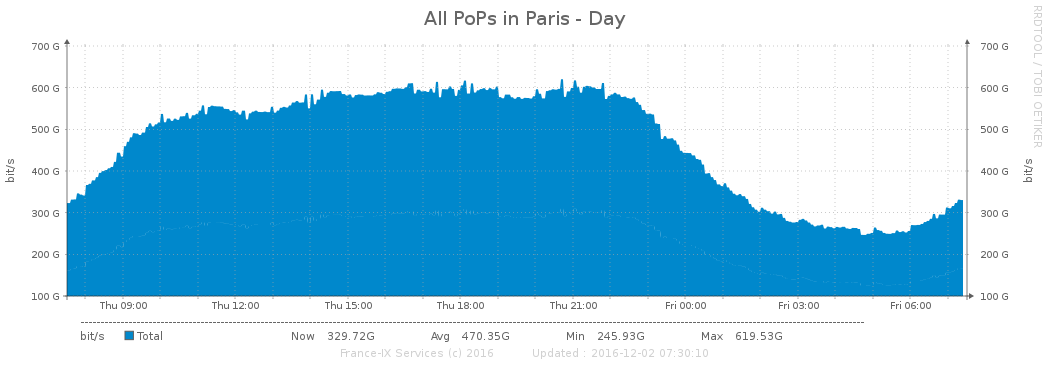 All PoPs in Paris - Day
RRDTOOL / TOBI OETIKER
bit/s
700 G
600 G
500 G
400 G
300 G
200 G
100 G
700 G
600 G
500 G
400 G
300 G
200 G
100 G
bit/s
Thu 09:00 Thu 12:00 Thu 15:00 Thu 18:00 Thu 21:00 Fri 00:00 Fri 03:00 Fri 06:00
bit/s Total Now 329.72G Avg 470.35G Min 245.93G Max 619.53G
France-IX Services (c) 2016 Updated : 2016-12-02 07:30:10